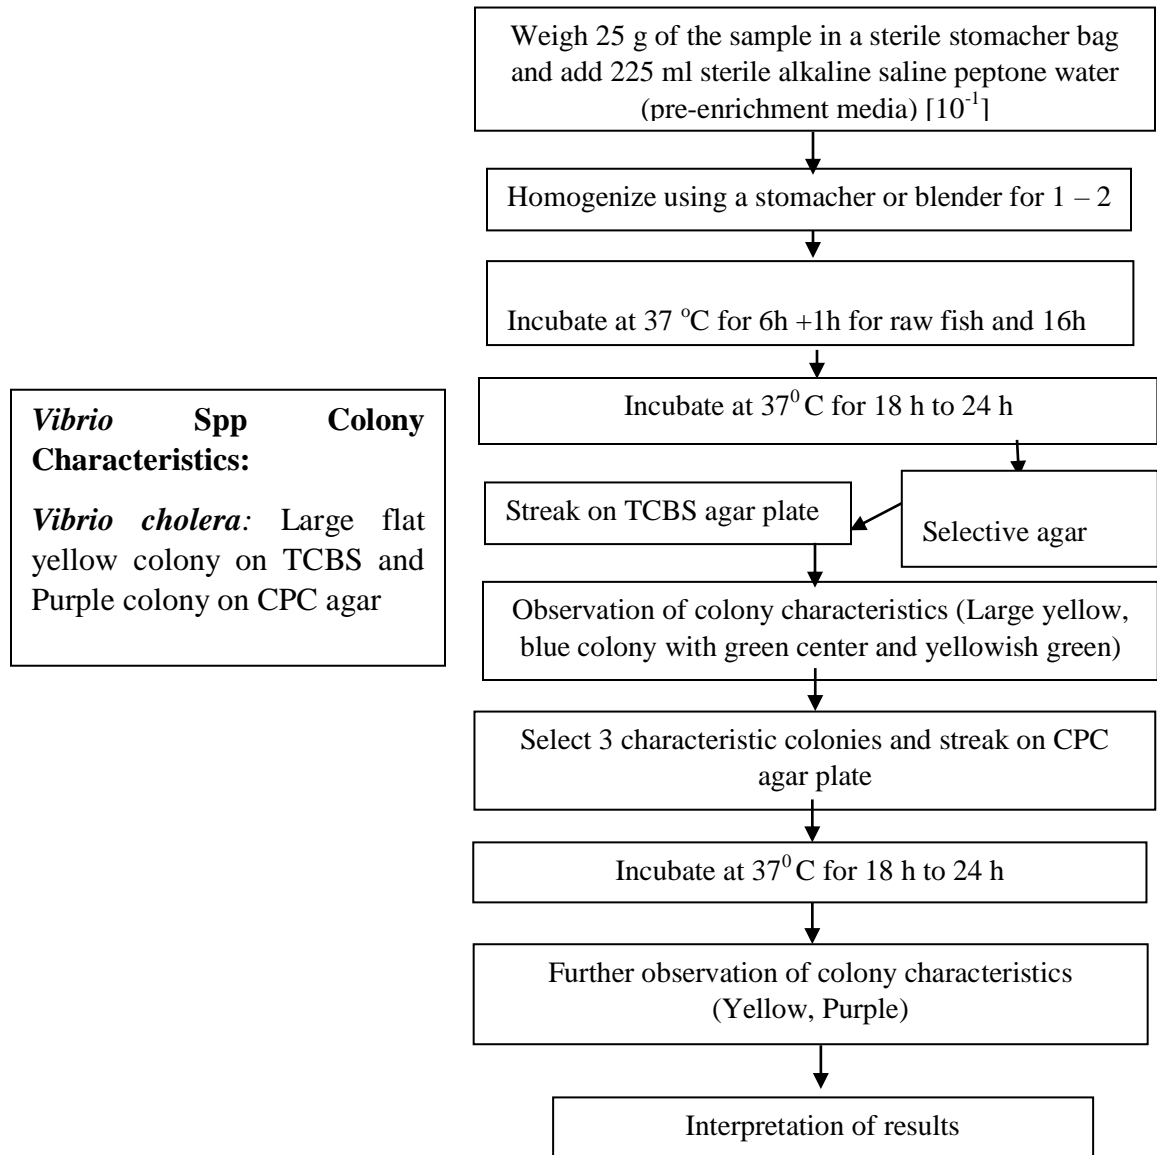 Weigh 25 g of the sample in a sterile stomacher bag
and add 225 ml sterile alkaline saline peptone water
(pre-enrichment media) [10⁻¹]
Homogenize using a stomacher or blender for 1 – 2
Incubate at 37 °C for 6h +1h for raw fish and 16h
Incubate at 37⁰ C for 18 h to 24 h
Selective agar
Streak on TCBS agar plate
Observation of colony characteristics (Large yellow,
blue colony with green center and yellowish green)
Select 3 characteristic colonies and streak on CPC
agar plate
Incubate at 37⁰ C for 18 h to 24 h
Further observation of colony characteristics
(Yellow, Purple)
Interpretation of results
Vibrio Spp Colony
Characteristics:
Vibrio cholera: Large flat
yellow colony on TCBS and
Purple colony on CPC agar